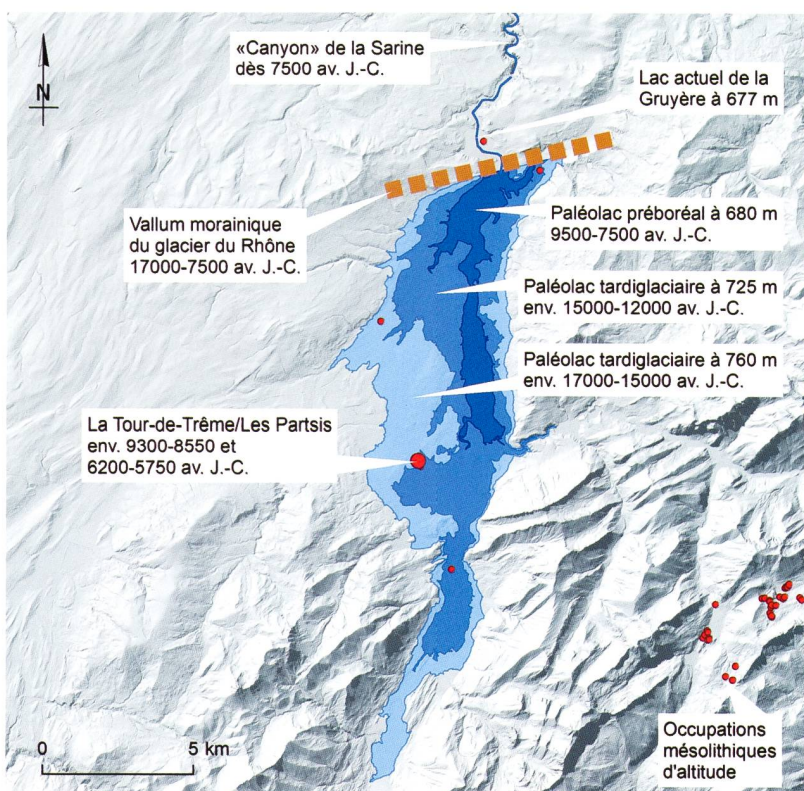 «Canyon» de la Sarine
dès 7500 av. J.-C.
N
Lac actuel de la
Gruyère à 677 m
Vallum morainique
du glacier du Rhône
17000-7500 av. J.-C.
Paléolac préboréal à 680 m
9500-7500 av. J.-C.
Paléolac tardiglaciaire à 725 m
env. 15000-12000 av. J.-C.
Paléolac tardiglaciaire à 760 m
env. 17000-15000 av. J.-C.
La Tour-de-Trême/Les Partsis
env. 9300-8550 et
6200-5750 av. J.-C.
Occupations
mésolithiques
d'altitude
0 5 km